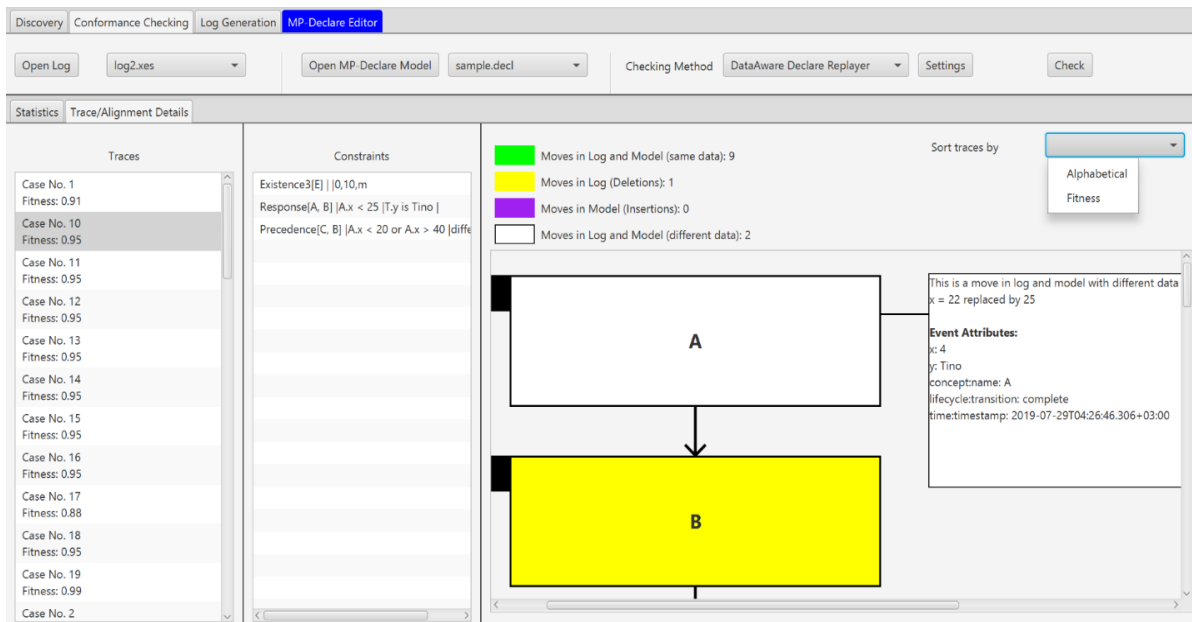 Discovery Conformance Checking Log Generation MP-Declare Editor
Open Log log2.xes Open MP-Declare Model sample.decl Checking Method DataAware Declare Replayer Settings Check
Statistics Trace/Alignment Details
Traces
Case No. 1
Fitness: 0.91
Case No. 10
Fitness: 0.95
Case No. 11
Fitness: 0.95
Case No. 12
Fitness: 0.95
Case No. 13
Fitness: 0.95
Case No. 14
Fitness: 0.95
Case No. 15
Fitness: 0.95
Case No. 16
Fitness: 0.95
Case No. 17
Fitness: 0.88
Case No. 18
Fitness: 0.95
Case No. 19
Fitness: 0.99
Case No. 2
Constraints
Existence3[E] | |0,10,m
Response[A, B] |A.x < 25 |T.y is Tino |
Precedence[C, B] |A.x < 20 or A.x > 40 |diffe
Moves in Log and Model (same data): 9
Moves in Log (Deletions): 1
Moves in Model (Insertions): 0
Moves in Log and Model (different data): 2
Sort traces by
Alphabetical
Fitness
A
This is a move in log and model with different data
x = 22 replaced by 25
Event Attributes:
x: 4
y: Tino
concept:name: A
lifecycle:transition: complete
time:timestamp: 2019-07-29T04:26:46.306+03:00
B